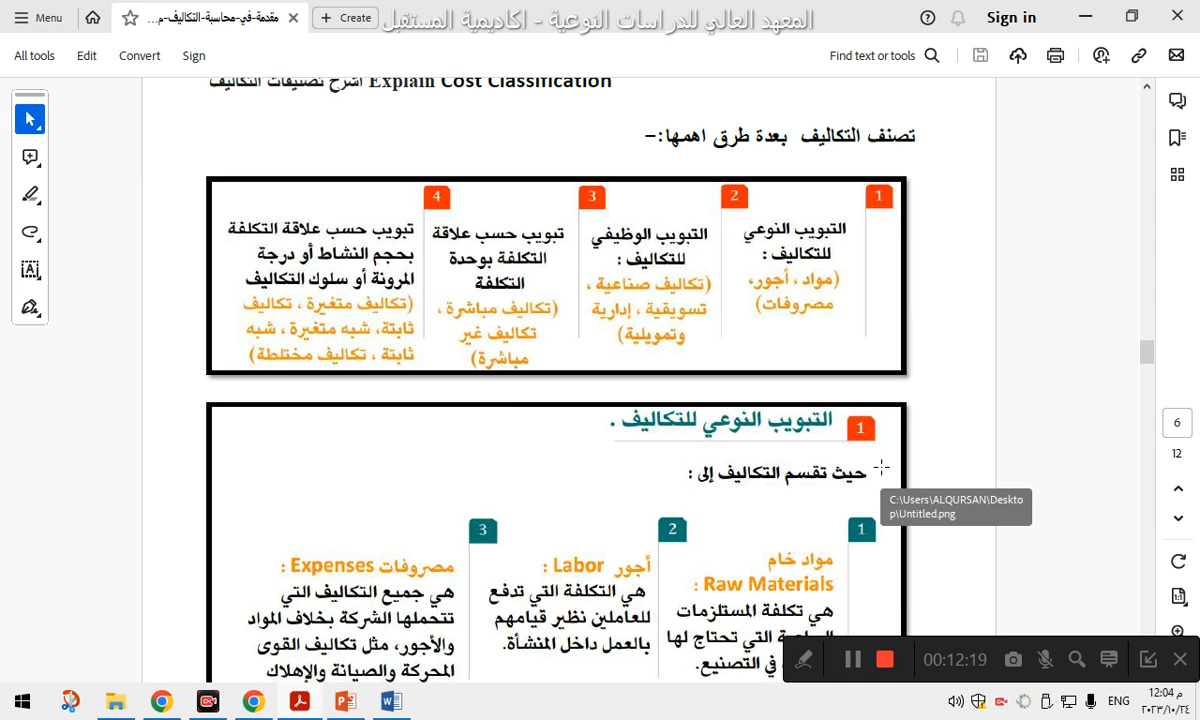 Menu
مقدمة-في-محاسبة-التكاليف-م...
Create
المعهد العالي للدراسات النوعية - اكاديمية المستقبل
Sign in
All tools
Edit
Convert
Sign
Find text or tools
اشرح تصنيفات التكاليف Explain Cost Classification
تصنف التكاليف بعدة طرق اهمها:-
1
التبويب النوعي
للتكاليف :
(مواد ، أجور،
مصروفات)
2
التبويب الوظيفي
للتكاليف :
(تكاليف صناعية ،
تسويقية ، إدارية
وتمويلية)
3
تبويب حسب علاقة
التكلفة بوحدة
التكلفة
(تكاليف مباشرة ،
تكاليف غير
مباشرة)
4
تبويب حسب علاقة التكلفة
بحجم النشاط أو درجة
المرونة أو سلوك التكاليف
(تكاليف متغيرة ، تكاليف
ثابتة، شبه متغيرة ، شبه
ثابتة ، تكاليف مختلطة)
1
التبويب النوعي للتكاليف .
حيث تقسم التكاليف إلى :
C:\Users\ALQURSAN\Deskto
p\Untitled.png
1
مواد خام
Raw Materials :
هي تكلفة المستلزمات
التي تحتاج لها
في التصنيع.
2
أجور Labor :
هي التكلفة التي تدفع
للعاملين نظير قيامهم
بالعمل داخل المنشأة.
3
مصروفات Expenses :
هي جميع التكاليف التي
تتحملها الشركة بخلاف المواد
والأجور، مثل تكاليف القوى
المحركة والصيانة والإهلاك
6
12
00:12:19
ENG
12:04 م
٢٠٢٣/١٠/٢٤